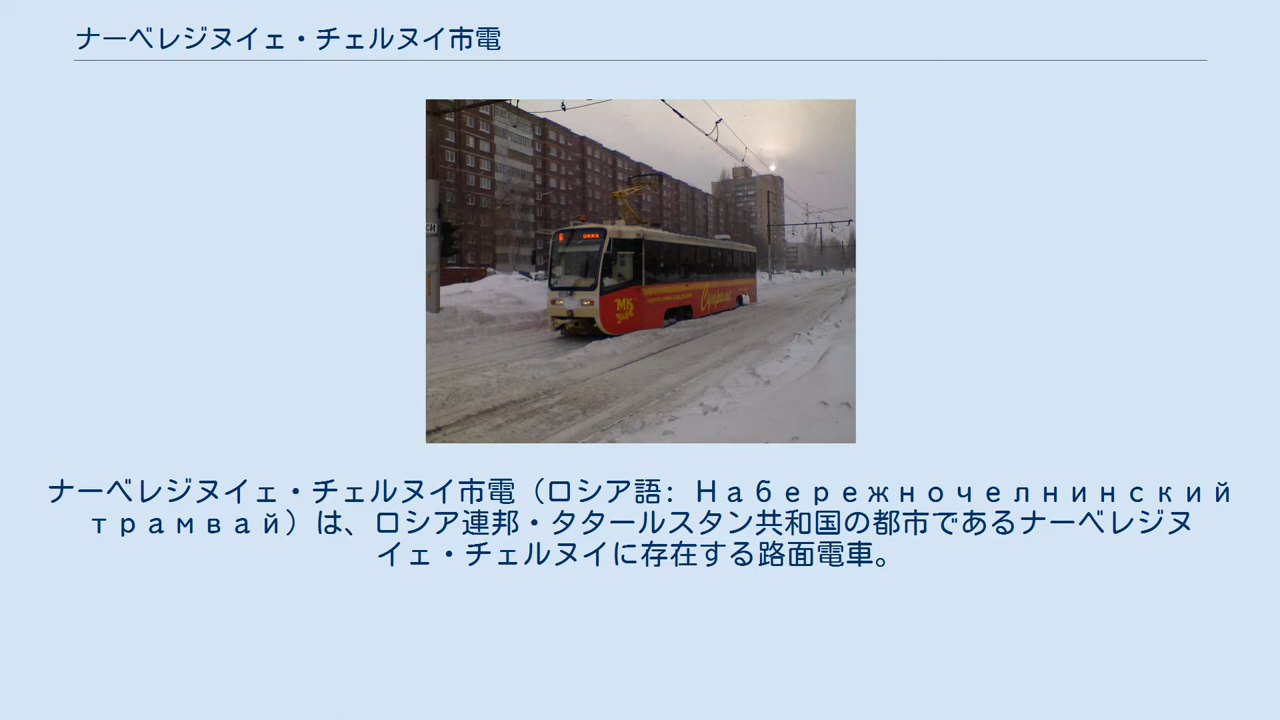 ナーベレジヌイェ・チェルヌイ市電
ナーベレジヌイェ・チェルヌイ市電（ロシア語: Набережночелнинский
трамвай）は、ロシア連邦・タタールスタン共和国の都市であるナーベレジヌ
イェ・チェルヌイに存在する路面電車。